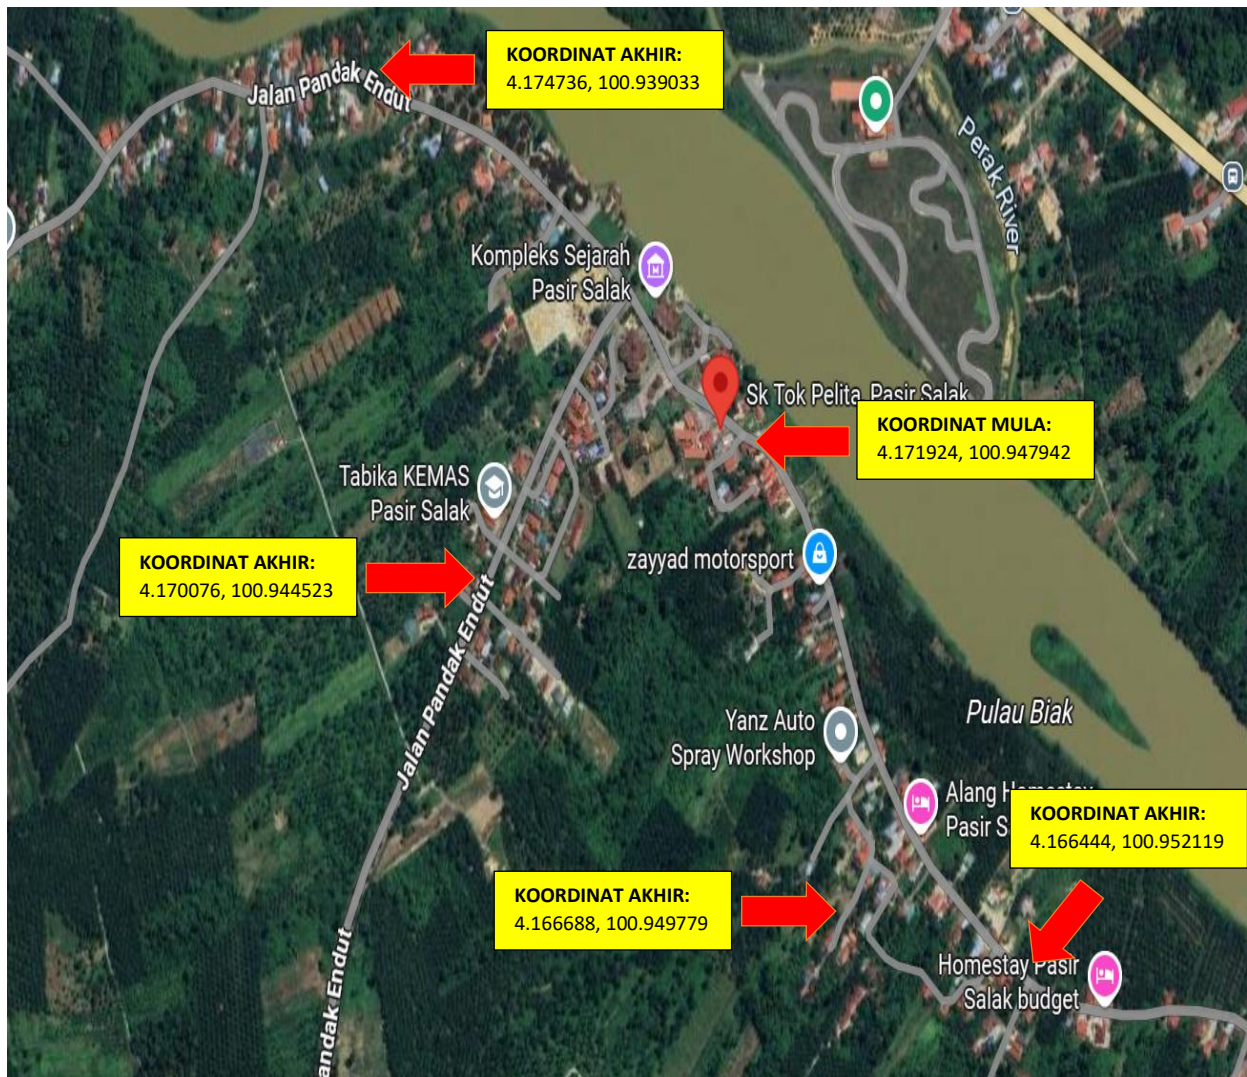 KOORDINAT AKHIR:
4.174736, 100.939033
Jalan Pandak Endut
Perak River
Kompleks Sejarah
Pasir Salak
Sk Tok Pelita, Pasir Salak
KOORDINAT MULA:
4.171924, 100.947942
Tabika KEMAS
Pasir Salak
KOORDINAT AKHIR:
4.170076, 100.944523
zayyad motorsport
Jalan Pandak Endut
Pulau Biak
Yanz Auto
Spray Workshop
Alang Homestay
Pasir S
KOORDINAT AKHIR:
4.166444, 100.952119
KOORDINAT AKHIR:
4.166688, 100.949779
Homestay Pasir
Salak budget
andak Endut